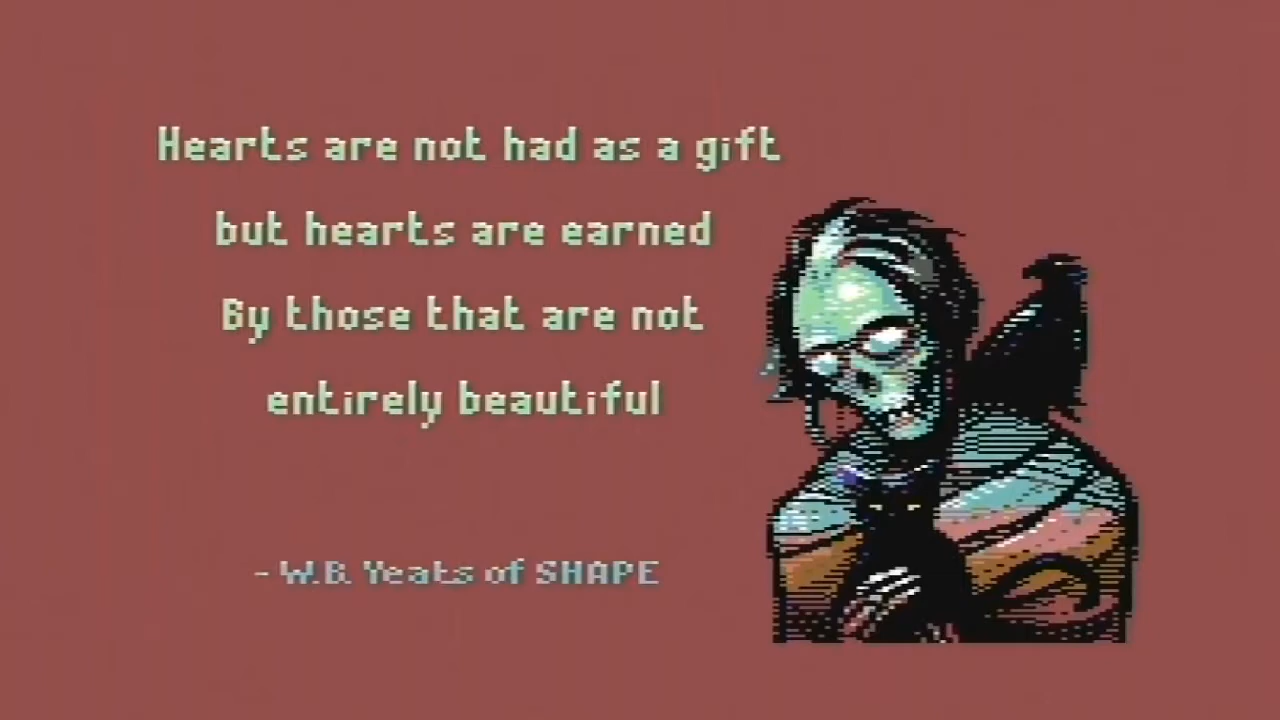 Hearts are not had as a gift
but hearts are earned
By those that are not
entirely beautiful
- W.B. Yeats of SHAPE